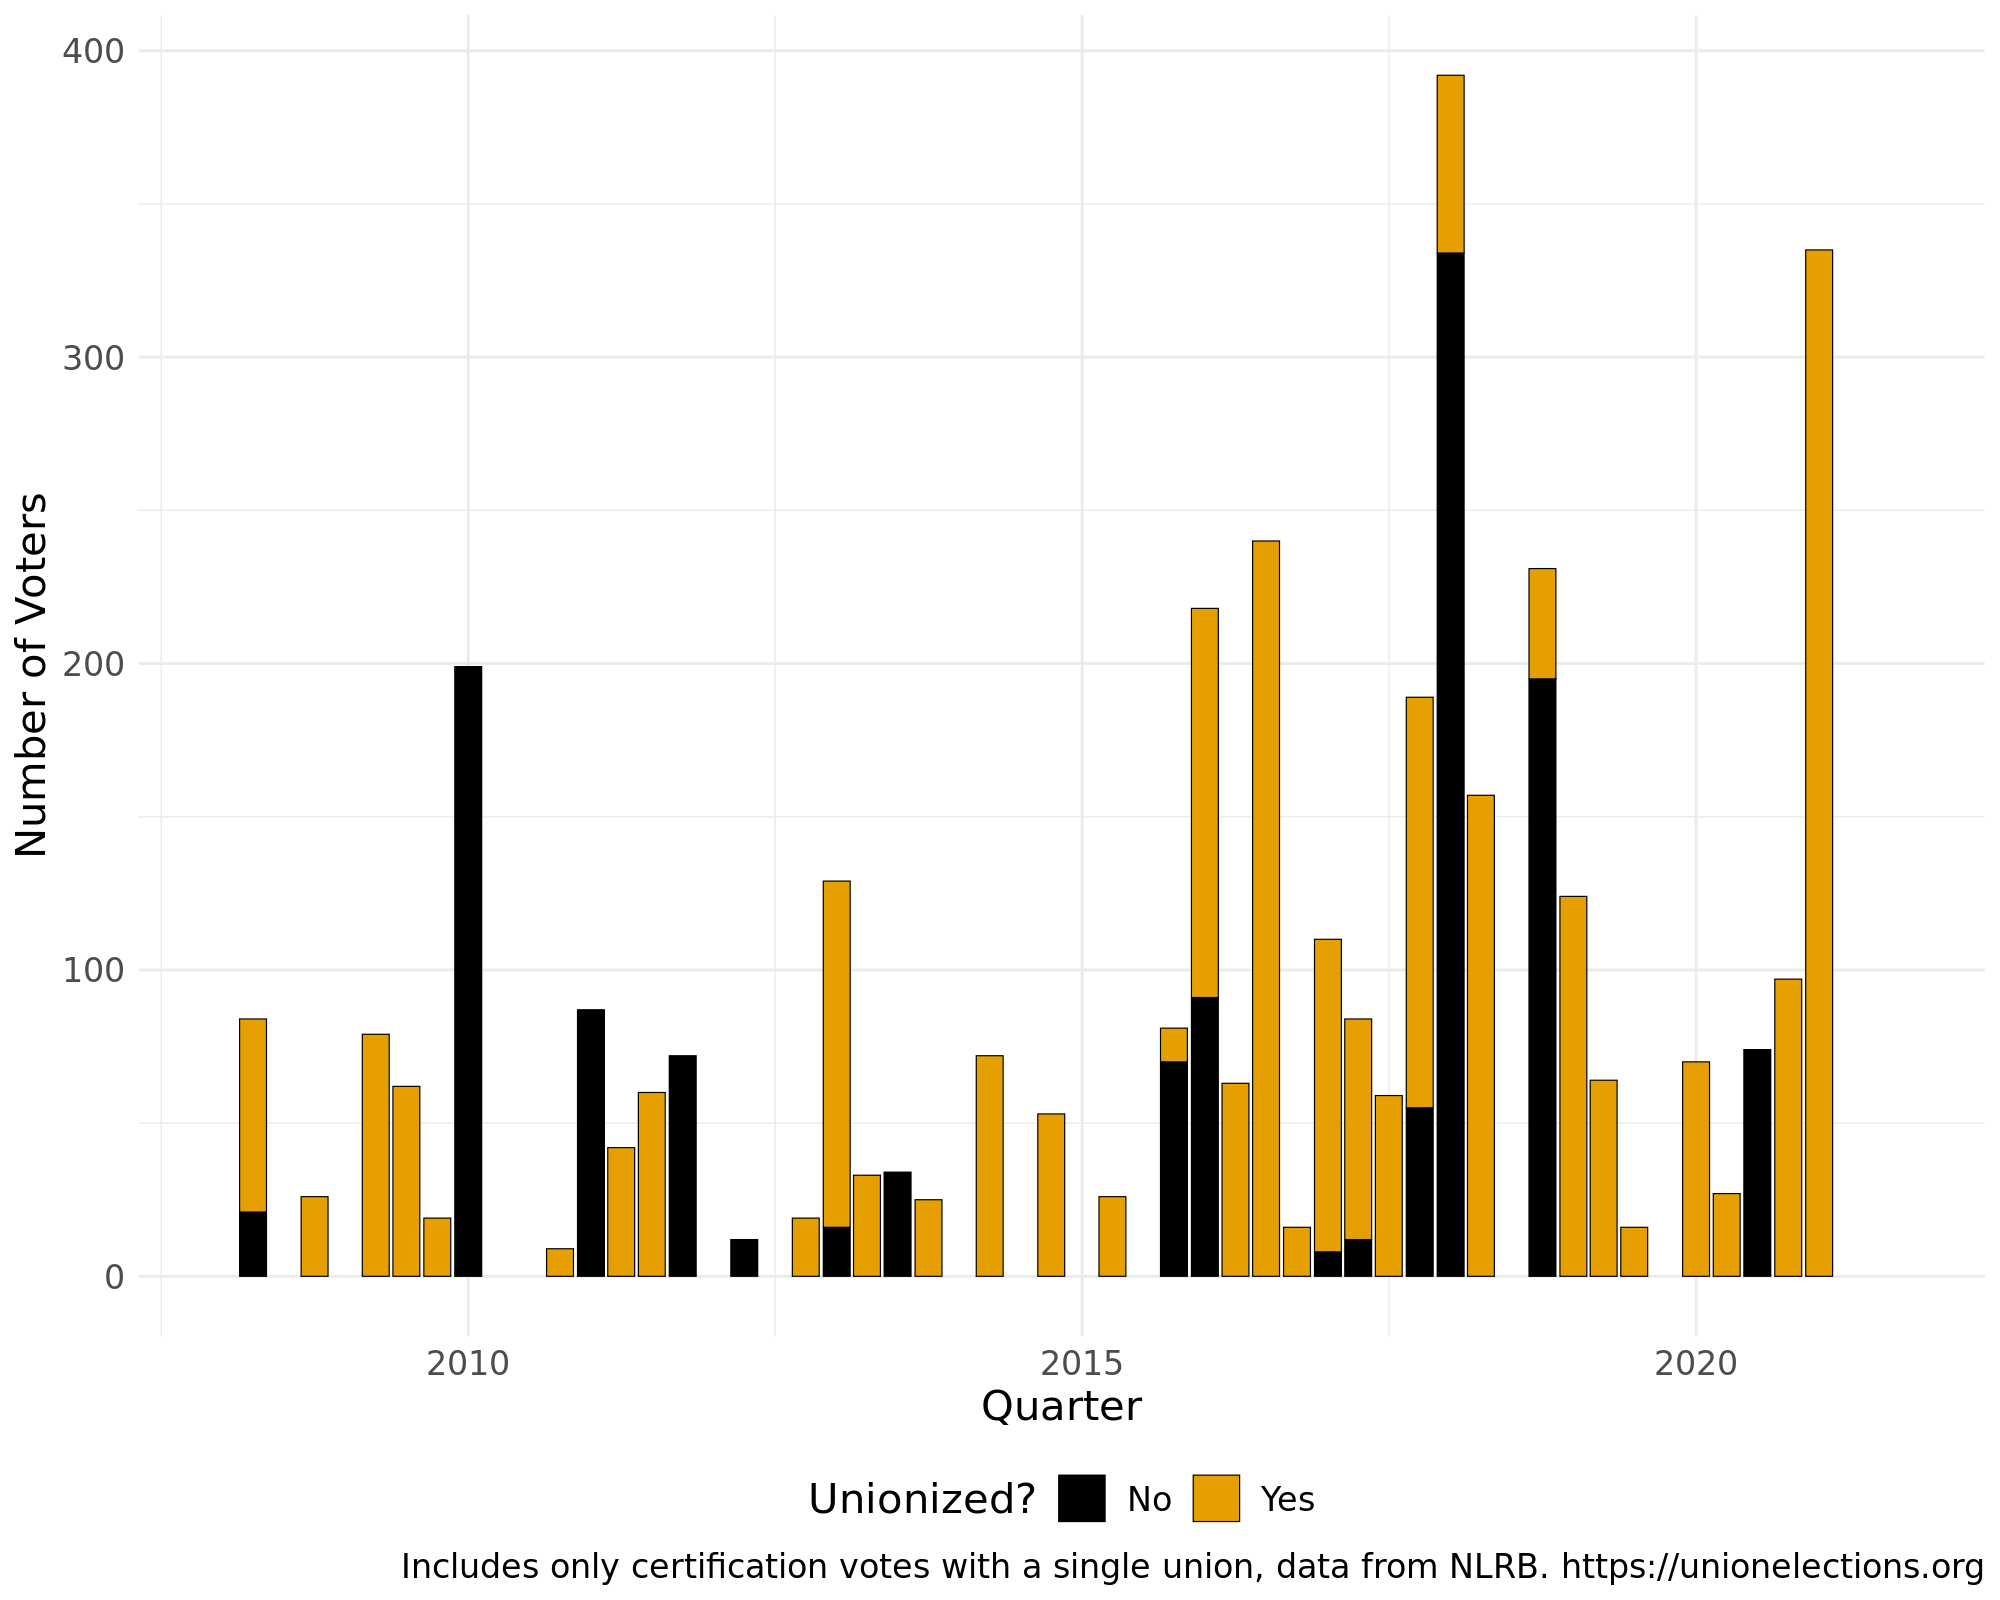 400
300
200
100
0
Number of Voters
2010 2015 2020
Quarter
Unionized? No Yes
Includes only certification votes with a single union, data from NLRB. https://unionelections.org